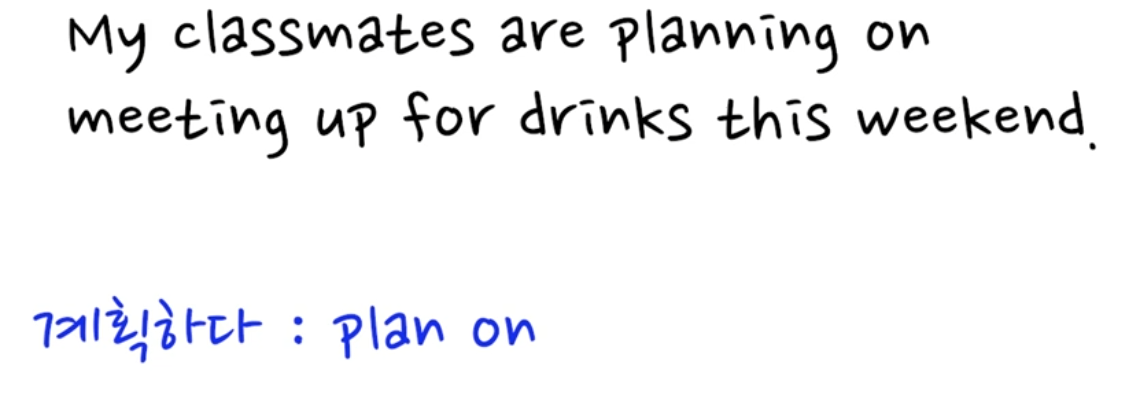 My classmates are planning on
meeting up for drinks this weekend.
계획하다 : plan on